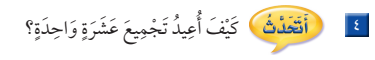 ٤ أَتَحَدَّثُ كَيْفَ أُعِيدُ تَجْمِيعَ عَشَرَةٍ وَاحِدَةٍ؟